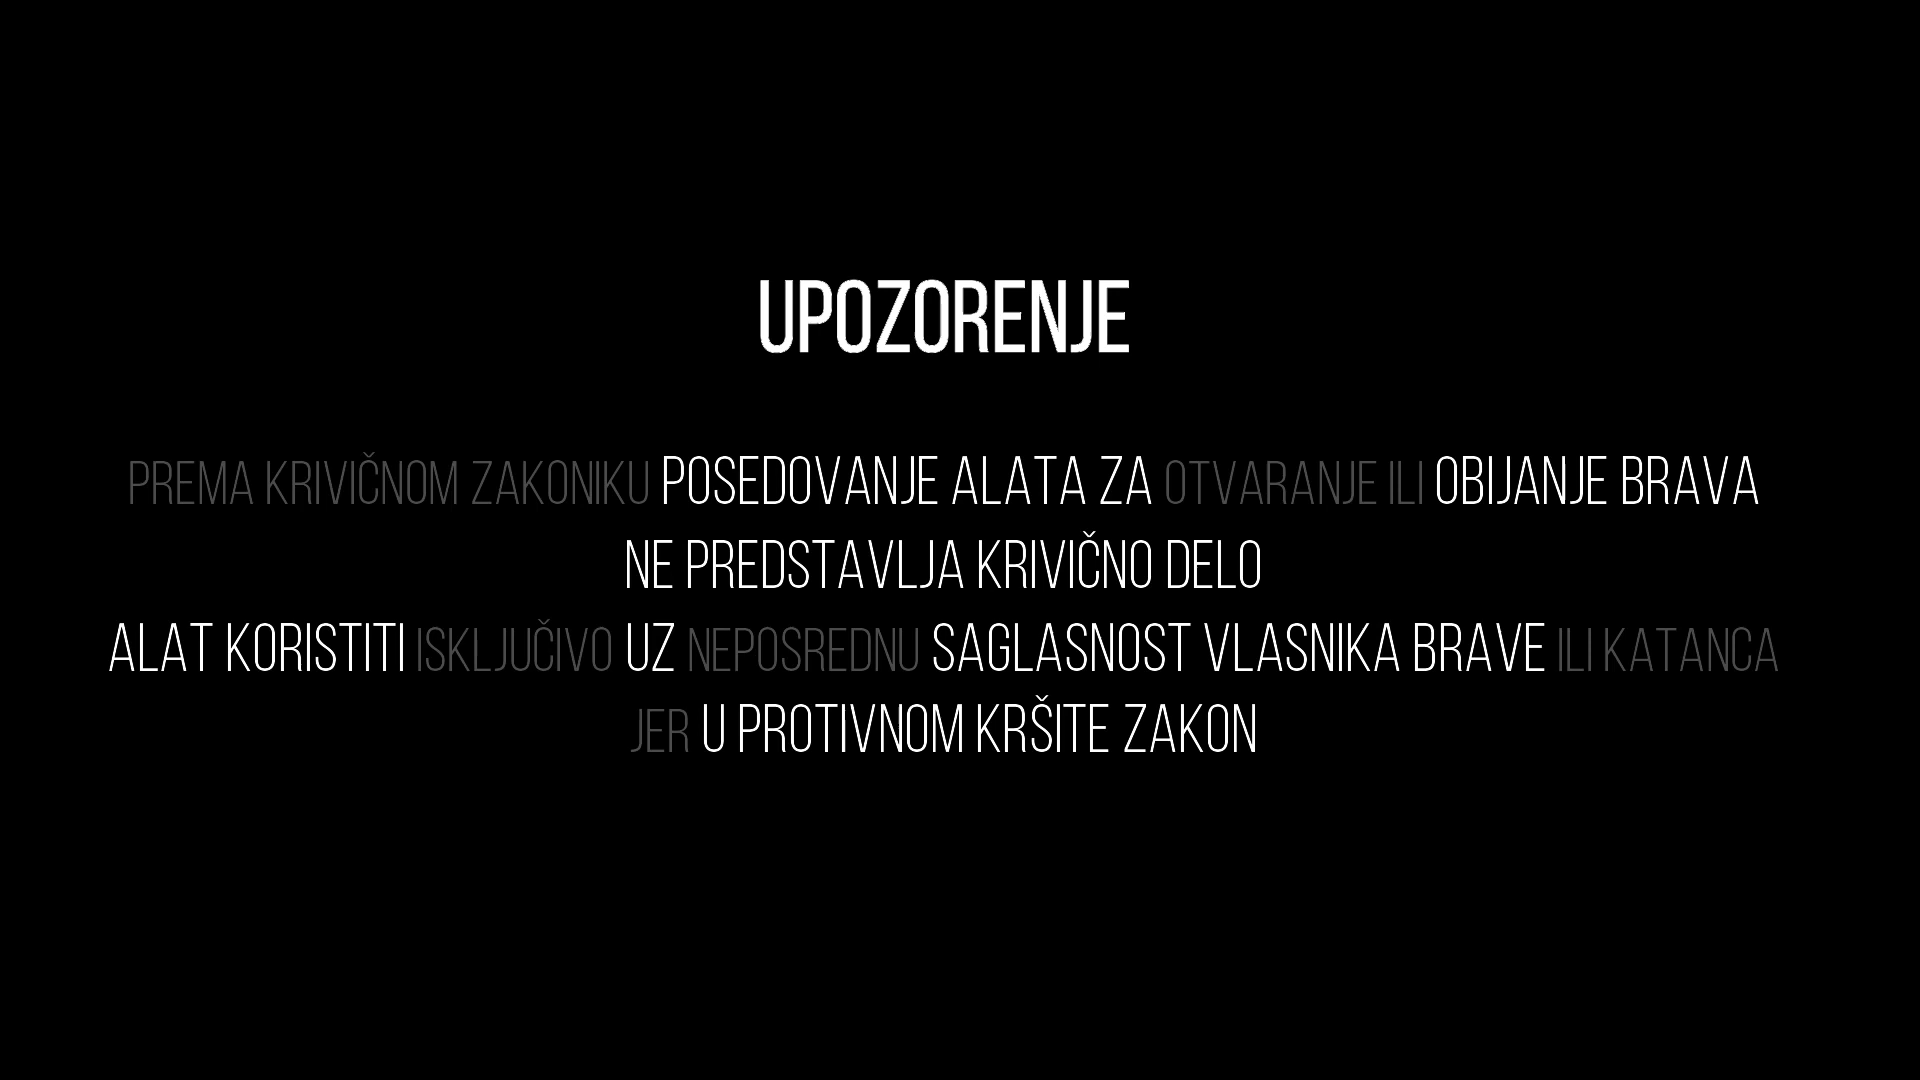 UPOZORENJE
PREMA KRIVIČNOM ZAKONIKU POSEDOVANJE ALATA ZA OTVARANJE ILI OBIJANJE BRAVA
NE PREDSTAVLJA KRIVIČNO DELO
ALAT KORISTITI ISKLJUČIVO UZ NEPOSREDNU SAGLASNOST VLASNIKA BRAVE ILI KATANCA
JER U PROTIVNOM KRŠITE ZAKON